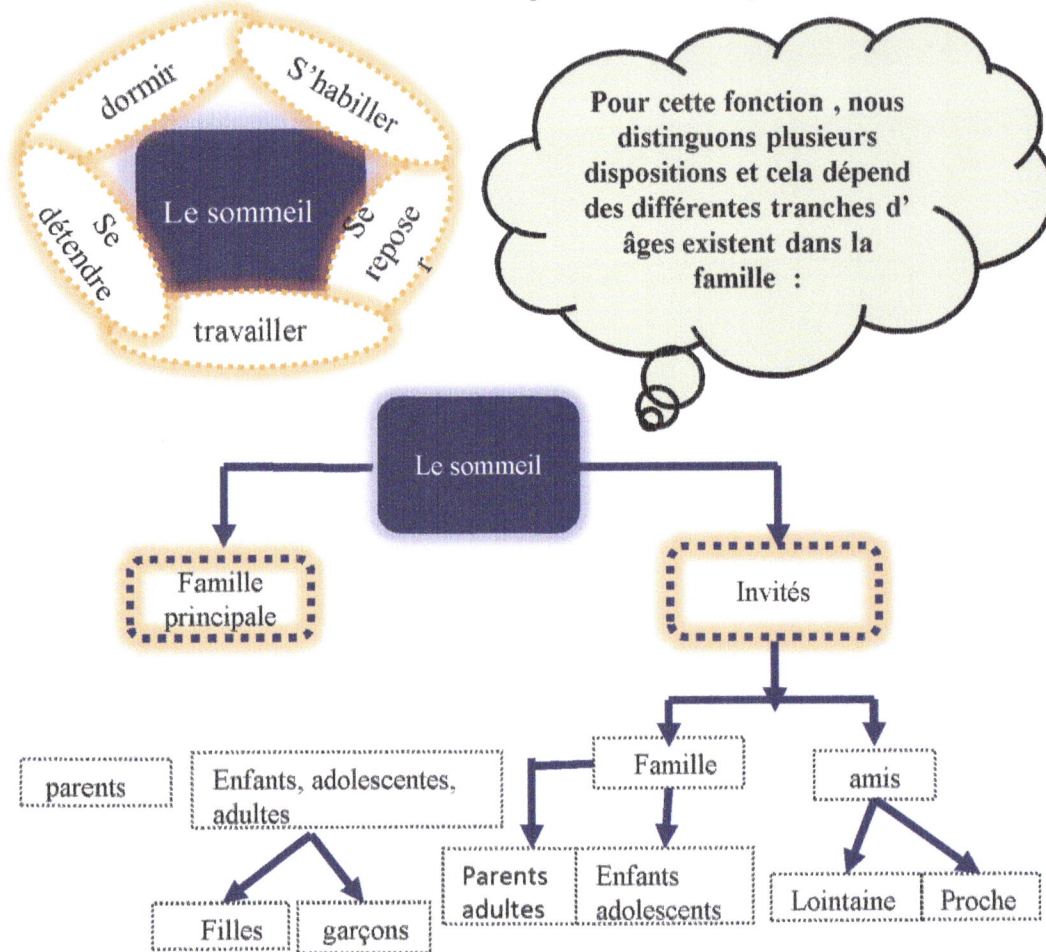 dormir
S'habiller
Le sommeil
Se
détendre
Se
repose
r
travailler
Pour cette fonction , nous
distinguons plusieurs
dispositions et cela dépend
des différentes tranches d'
âges existent dans la
famille :
Le sommeil
Famille
principale
Invités
parents
Enfants, adolescentes,
adultes
Famille
amis
Filles
garçons
Parents
adultes
Enfants
adolescents
Lointaine
Proche